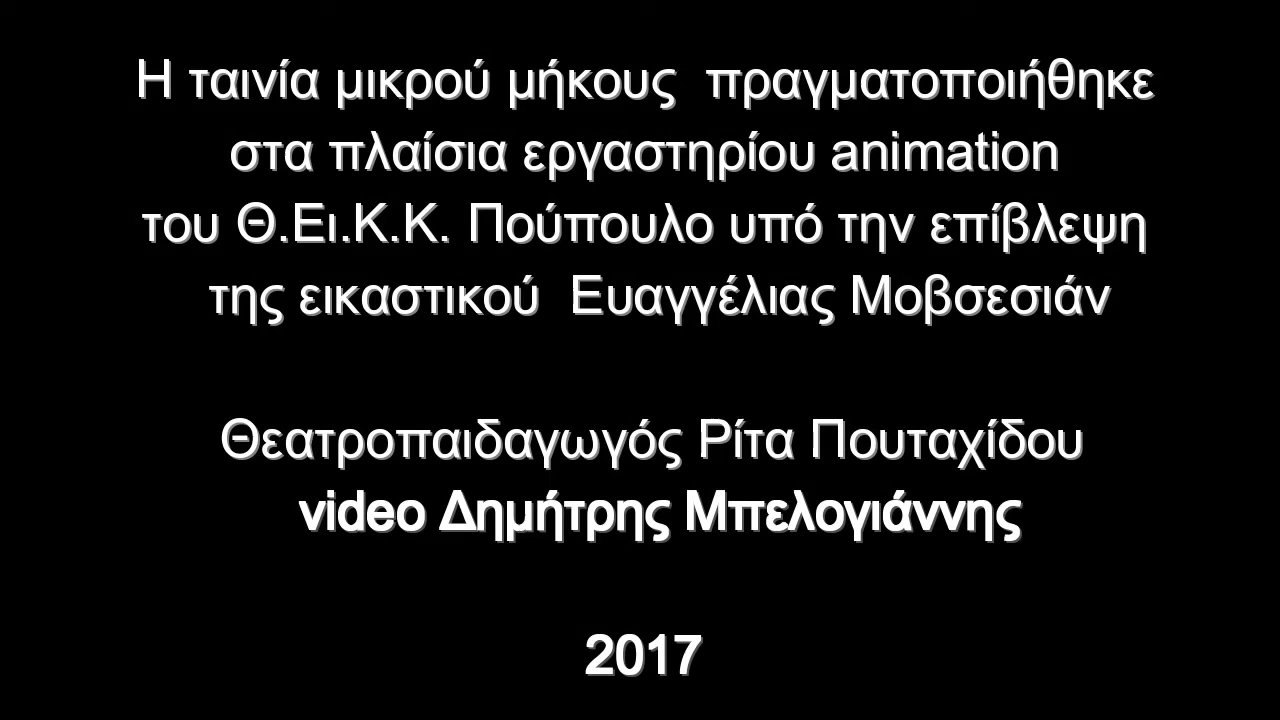 Η ταινία μικρού μήκους πραγματοποιήθηκε
στα πλαίσια εργαστηρίου animation
του Θ.Ει.Κ.Κ. Πούπουλο υπό την επίβλεψη
της εικαστικού Ευαγγέλιας Μοβσεσιάν
Θεατροπαιδαγωγός Ρίτα Πουταχίδου
video Δημήτρης Μπελογιάννης
2017